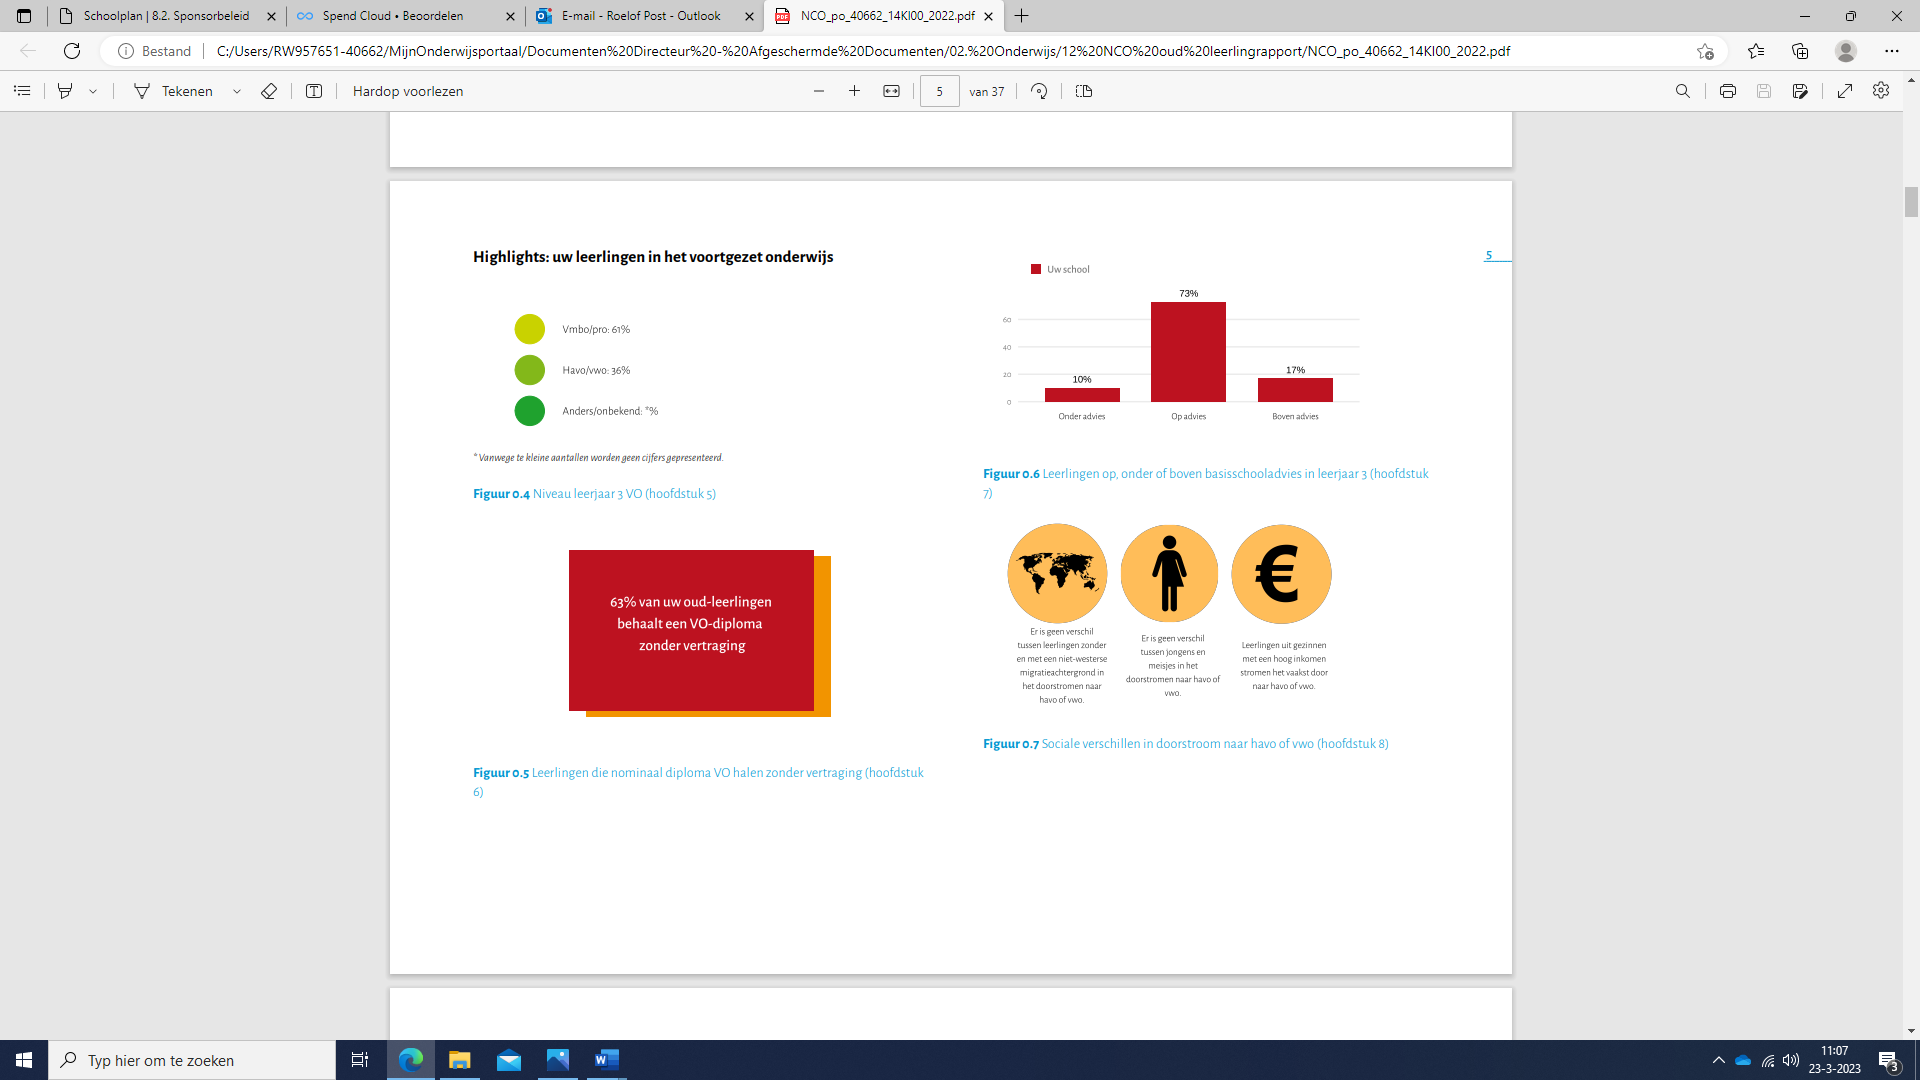 Schoolplan | 8.2. Sponsorbeleid
Spend Cloud • Beoordelen
E-mail - Roelof Post - Outlook
NCO_po_40662_14KI00_2022.pdf
Bestand
C:/Users/RW957651-40662/MijnOnderwijsportaal/Documenten%20Directeur%20-%20Afgeschermde%20Documenten/02.%20Onderwijs/12%20NCO%20oud%20leerlingrapport/NCO_po_40662_14KI00_2022.pdf
Tekenen
Hardop voorlezen
5
van 37
Highlights: uw leerlingen in het voortgezet onderwijs
5
Vmbo/pro: 61%
Havo/vwo: 36%
Anders/onbekend: *%
* Vanwege te kleine aantallen worden geen cijfers gepresenteerd.
Figuur 0.4 Niveau leerjaar 3 VO (hoofdstuk 5)
63% van uw oud-leerlingen
behaalt een VO-diploma
zonder vertraging
Figuur 0.5 Leerlingen die nominaal diploma VO halen zonder vertraging (hoofdstuk
6)
Uw school
73%
60
40
20
0
10%
17%
Onder advies
Op advies
Boven advies
Figuur 0.6 Leerlingen op, onder of boven basisschooladvies in leerjaar 3 (hoofdstuk
7)
€
Er is geen verschil
tussen leerlingen zonder
en met een niet-westerse
migratieachtergrond in
het doorstromen naar
havo of vwo.
Er is geen verschil
tussen jongens en
meisjes in het
doorstromen naar havo of
vwo.
Leerlingen uit gezinnen
met een hoog inkomen
stromen het vaakst door
naar havo of vwo.
Figuur 0.7 Sociale verschillen in doorstroom naar havo of vwo (hoofdstuk 8)
Typ hier om te zoeken
11:07
23-3-2023
3